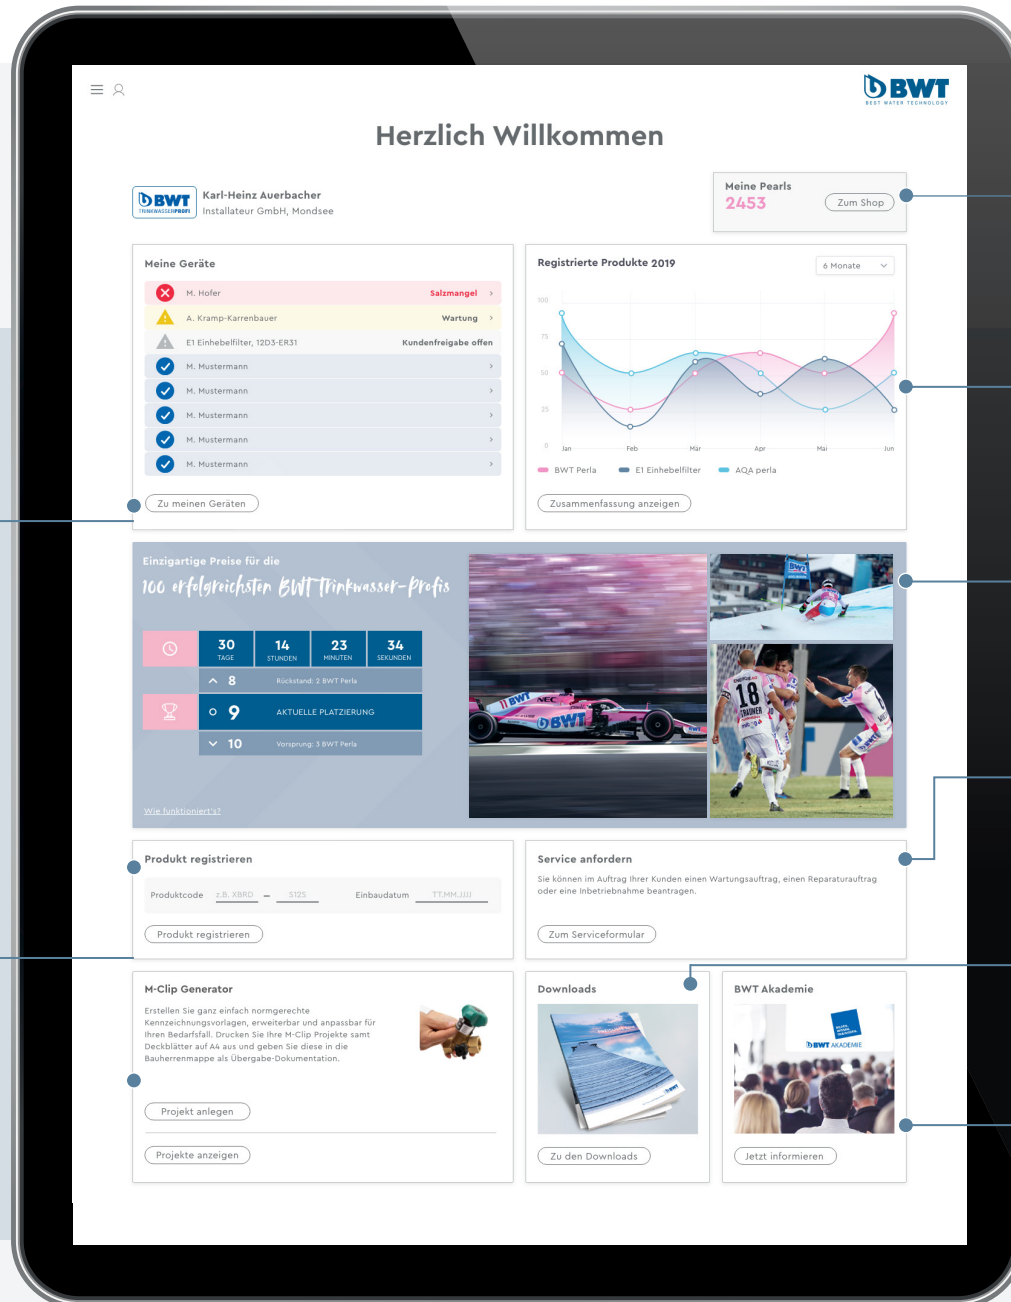 BWT
BEST WATER TECHNOLOGY
Herzlich Willkommen
BWT
TRINKWASSERPROFI
Karl-Heinz Auerbacher
Installateur GmbH, Mondsee
Meine Pearls
2453
Zum Shop
Meine Geräte
M. Hofer Salzmangel
A. Kramp-Karrenbauer Wartung
E1 Einhebelfilter, 12D3-ER31 Kundenfreigabe offen
M. Mustermann
M. Mustermann
M. Mustermann
M. Mustermann
M. Mustermann
Zu meinen Geräten
Registrierte Produkte 2019
6 Monate
100
75
50
25
0
Jan Feb Mär Apr Mai Jun
BWT Perla E1 Einhebelfilter AQA perla
Zusammenfassung anzeigen
Einzigartige Preise für die
100 erfolgreichsten BWT Trinkwasser-Profis
30 14 23 34
TAGE STUNDEN MINUTEN SEKUNDEN
8 Rückstand: 2 BWT Perla
9 AKTUELLE PLATZIERUNG
10 Vorsprung: 3 BWT Perla
Wie funktioniert's?
BWT
NEC
BWT
BWT
18
TRAUNER
Produkt registrieren
Produktcode z.B. XBRD – S12S Einbaudatum TT.MM.JJJJ
Produkt registrieren
Service anfordern
Sie können im Auftrag Ihrer Kunden einen Wartungsauftrag, einen Reparaturauftrag
oder eine Inbetriebnahme beantragen.
Zum Serviceformular
M-Clip Generator
Erstellen Sie ganz einfach normgerechte
Kennzeichnungsvorlagen, erweiterbar und anpassbar für
Ihren Bedarfsfall. Drucken Sie Ihre M-Clip Projekte samt
Deckblätter auf A4 aus und geben Sie diese in die
Bauherrenmappe als Übergabe-Dokumentation.
Projekt anlegen
Projekte anzeigen
Downloads
BWT
Zu den Downloads
BWT Akademie
BWT AKADEMIE
Jetzt informieren